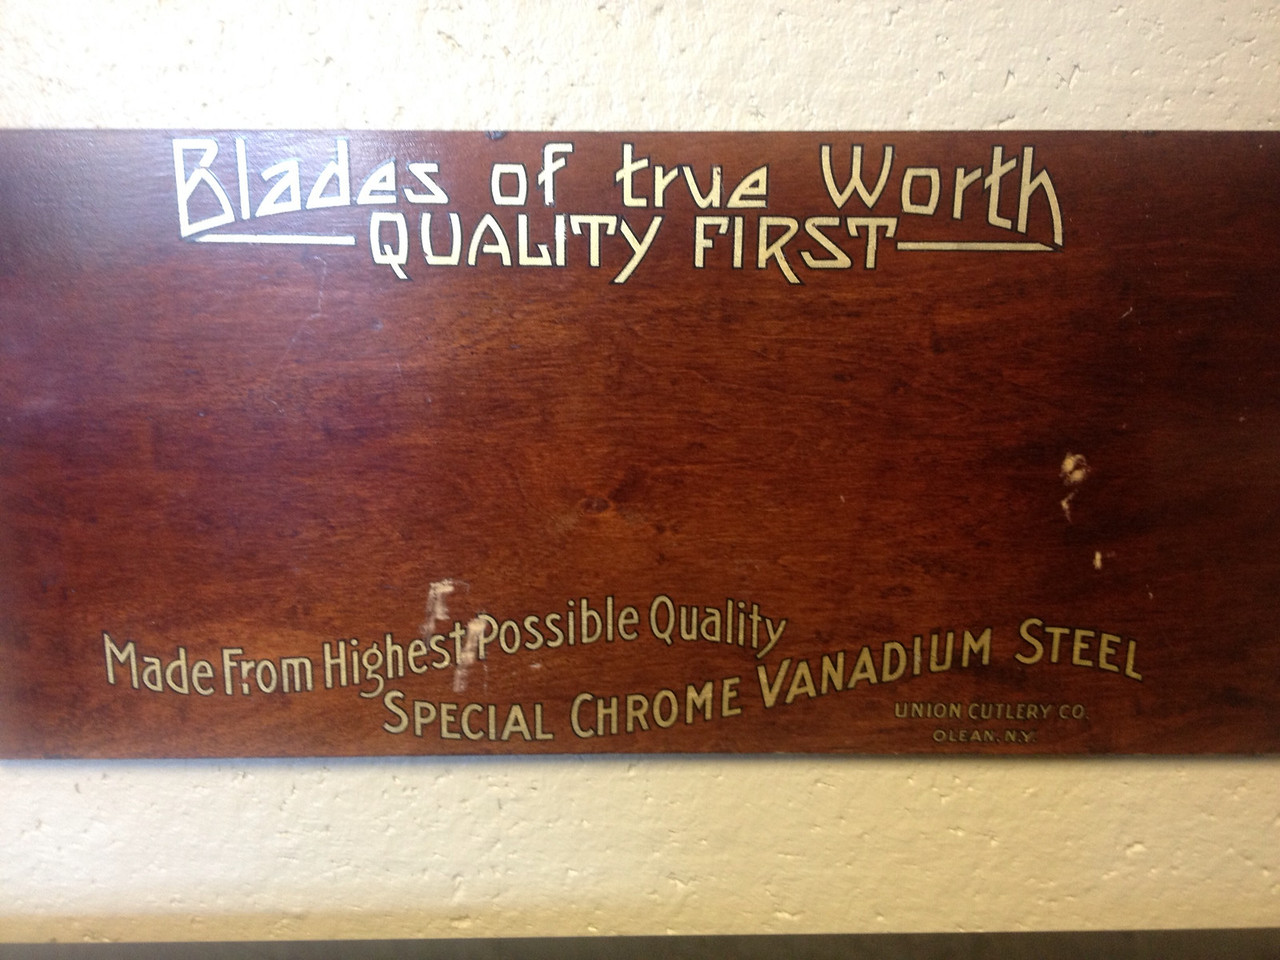 Blades of true Worth
QUALITY FIRST
Made From Highest Possible Quality
SPECIAL CHROME VANADIUM STEEL
UNION CUTLERY CO.
OLEAN, N.Y.